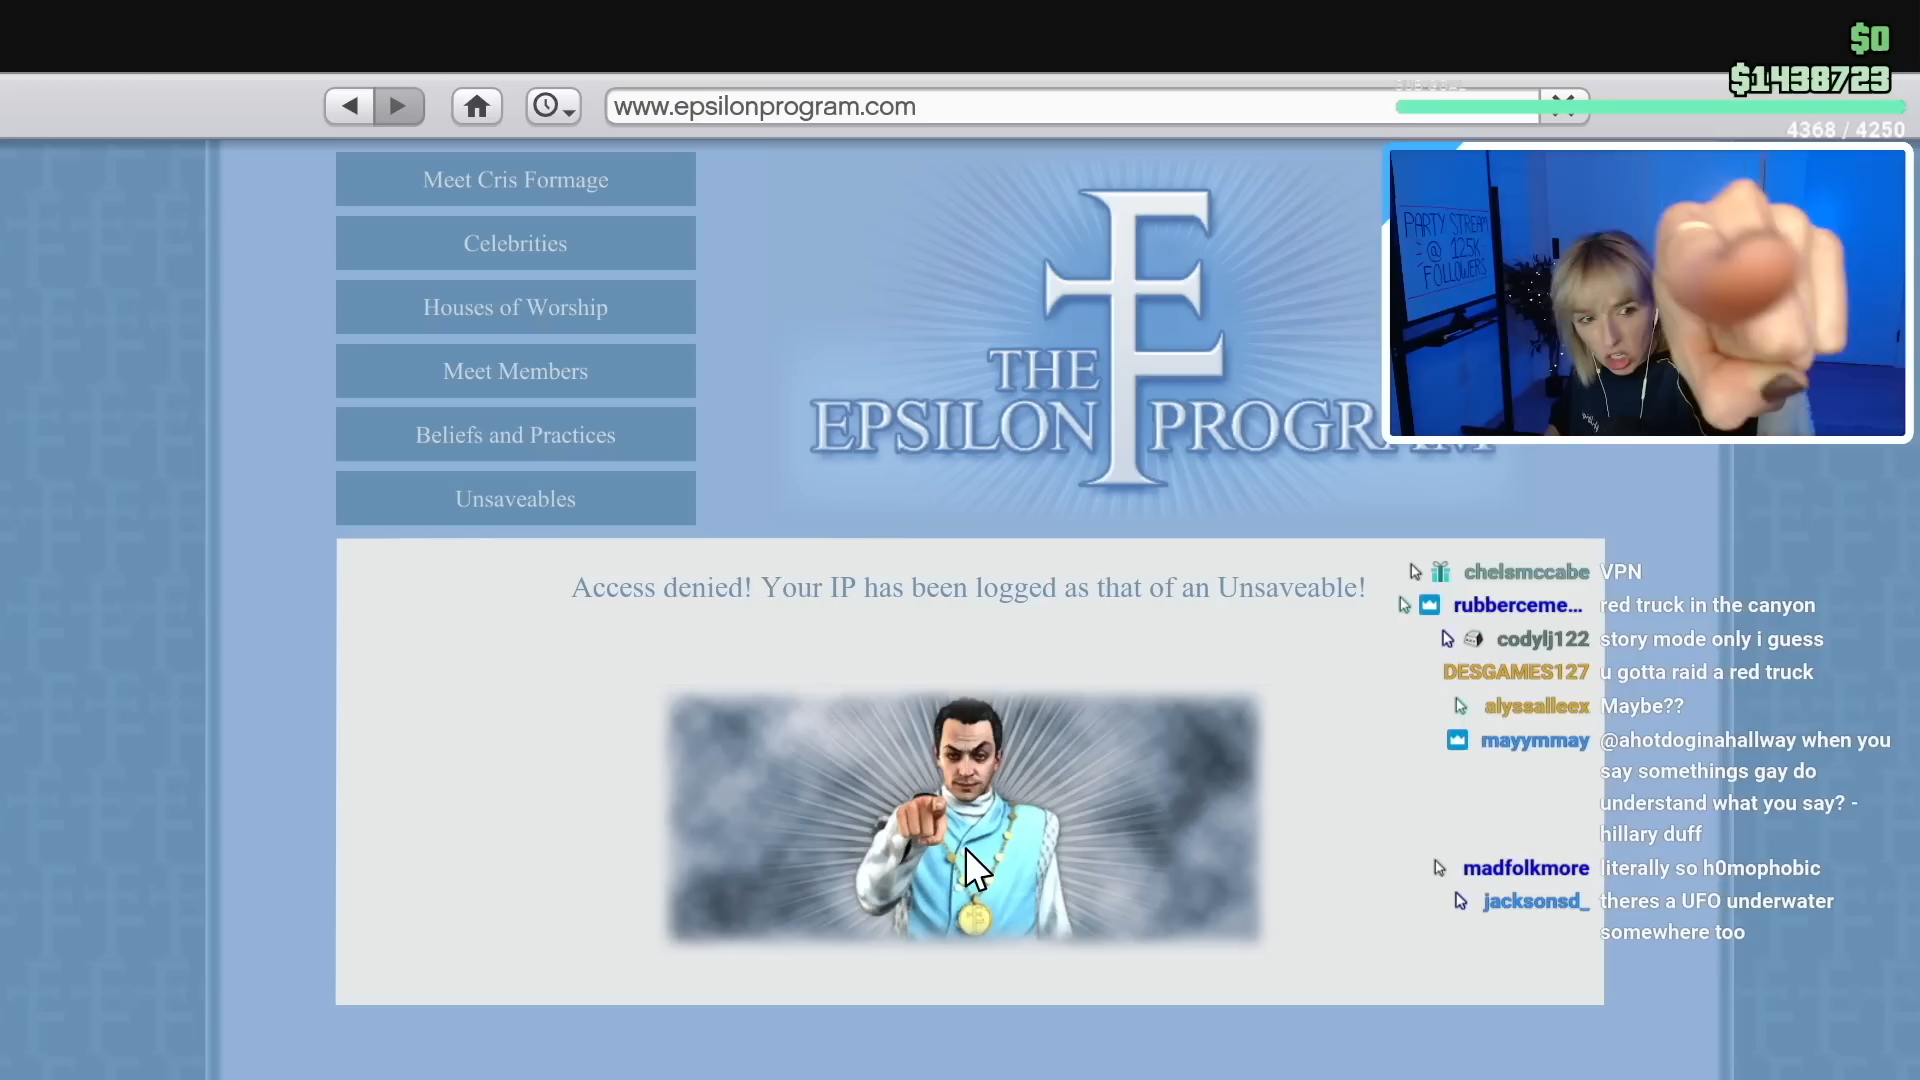 $0
$1438723
www.epsilonprogram.com
SUB GOAL
4368 / 4250
Meet Cris Formage
Celebrities
Houses of Worship
Meet Members
Beliefs and Practices
Unsaveables
THE
EPSILON PROGRAM
PARTY STREAM
@ 125K
FOLLOWERS
Access denied! Your IP has been logged as that of an Unsaveable!
chelsmccabe VPN
rubberceme... red truck in the canyon
codylj122 story mode only i guess
DESGAMES127 u gotta raid a red truck
alyssalleex Maybe??
mayymmay @ahotdoginahallway when you
say somethings gay do
understand what you say? -
hillary duff
madfolkmore literally so h0mophobic
jacksonsd_ theres a UFO underwater
somewhere too